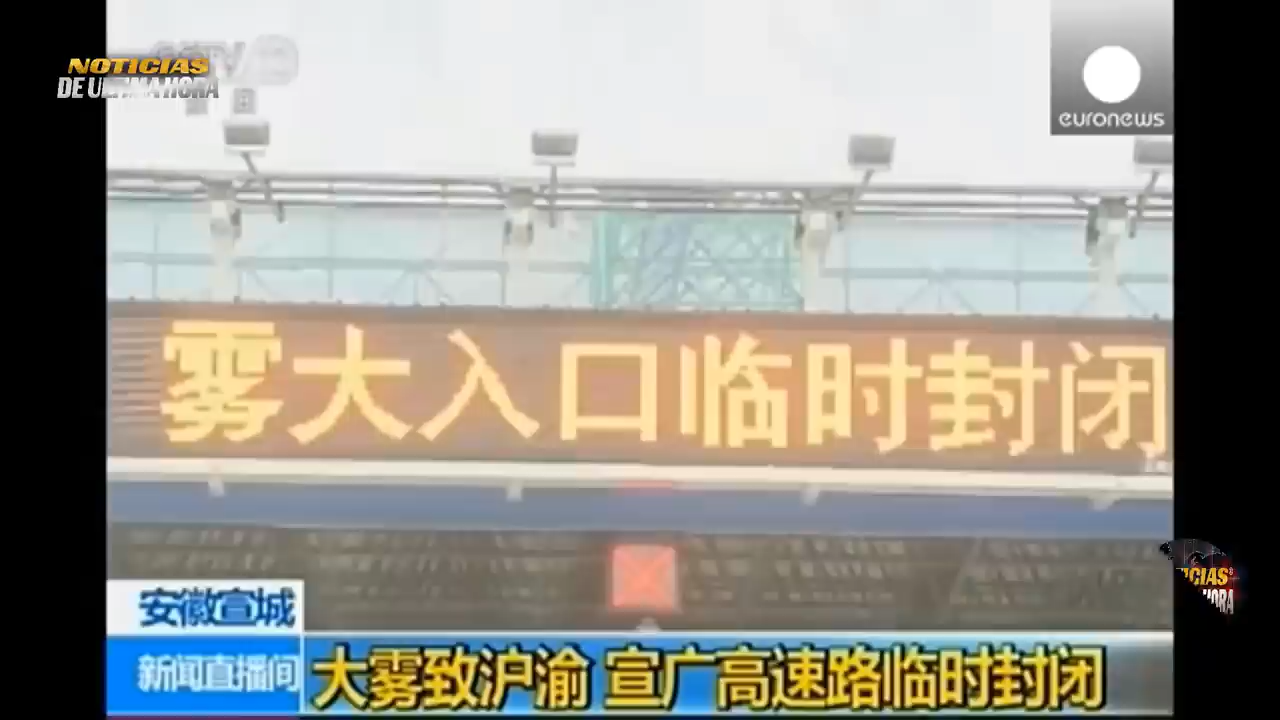 NOTICIAS
DE ULTIMA HORA
euronews
雾大入口临时封闭
安徽宣城
新闻直播间
大雾致沪渝 宣广高速路临时封闭